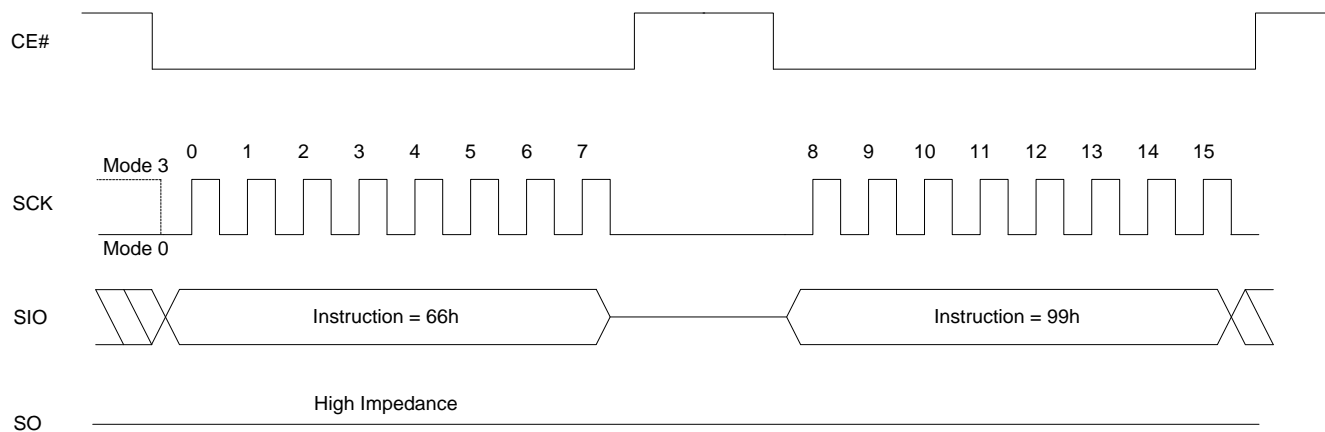 CE#
0 1 2 3 4 5 6 7 8 9 10 11 12 13 14 15
Mode 3
SCK
Mode 0
SIO
Instruction = 66h
Instruction = 99h
High Impedance
SO